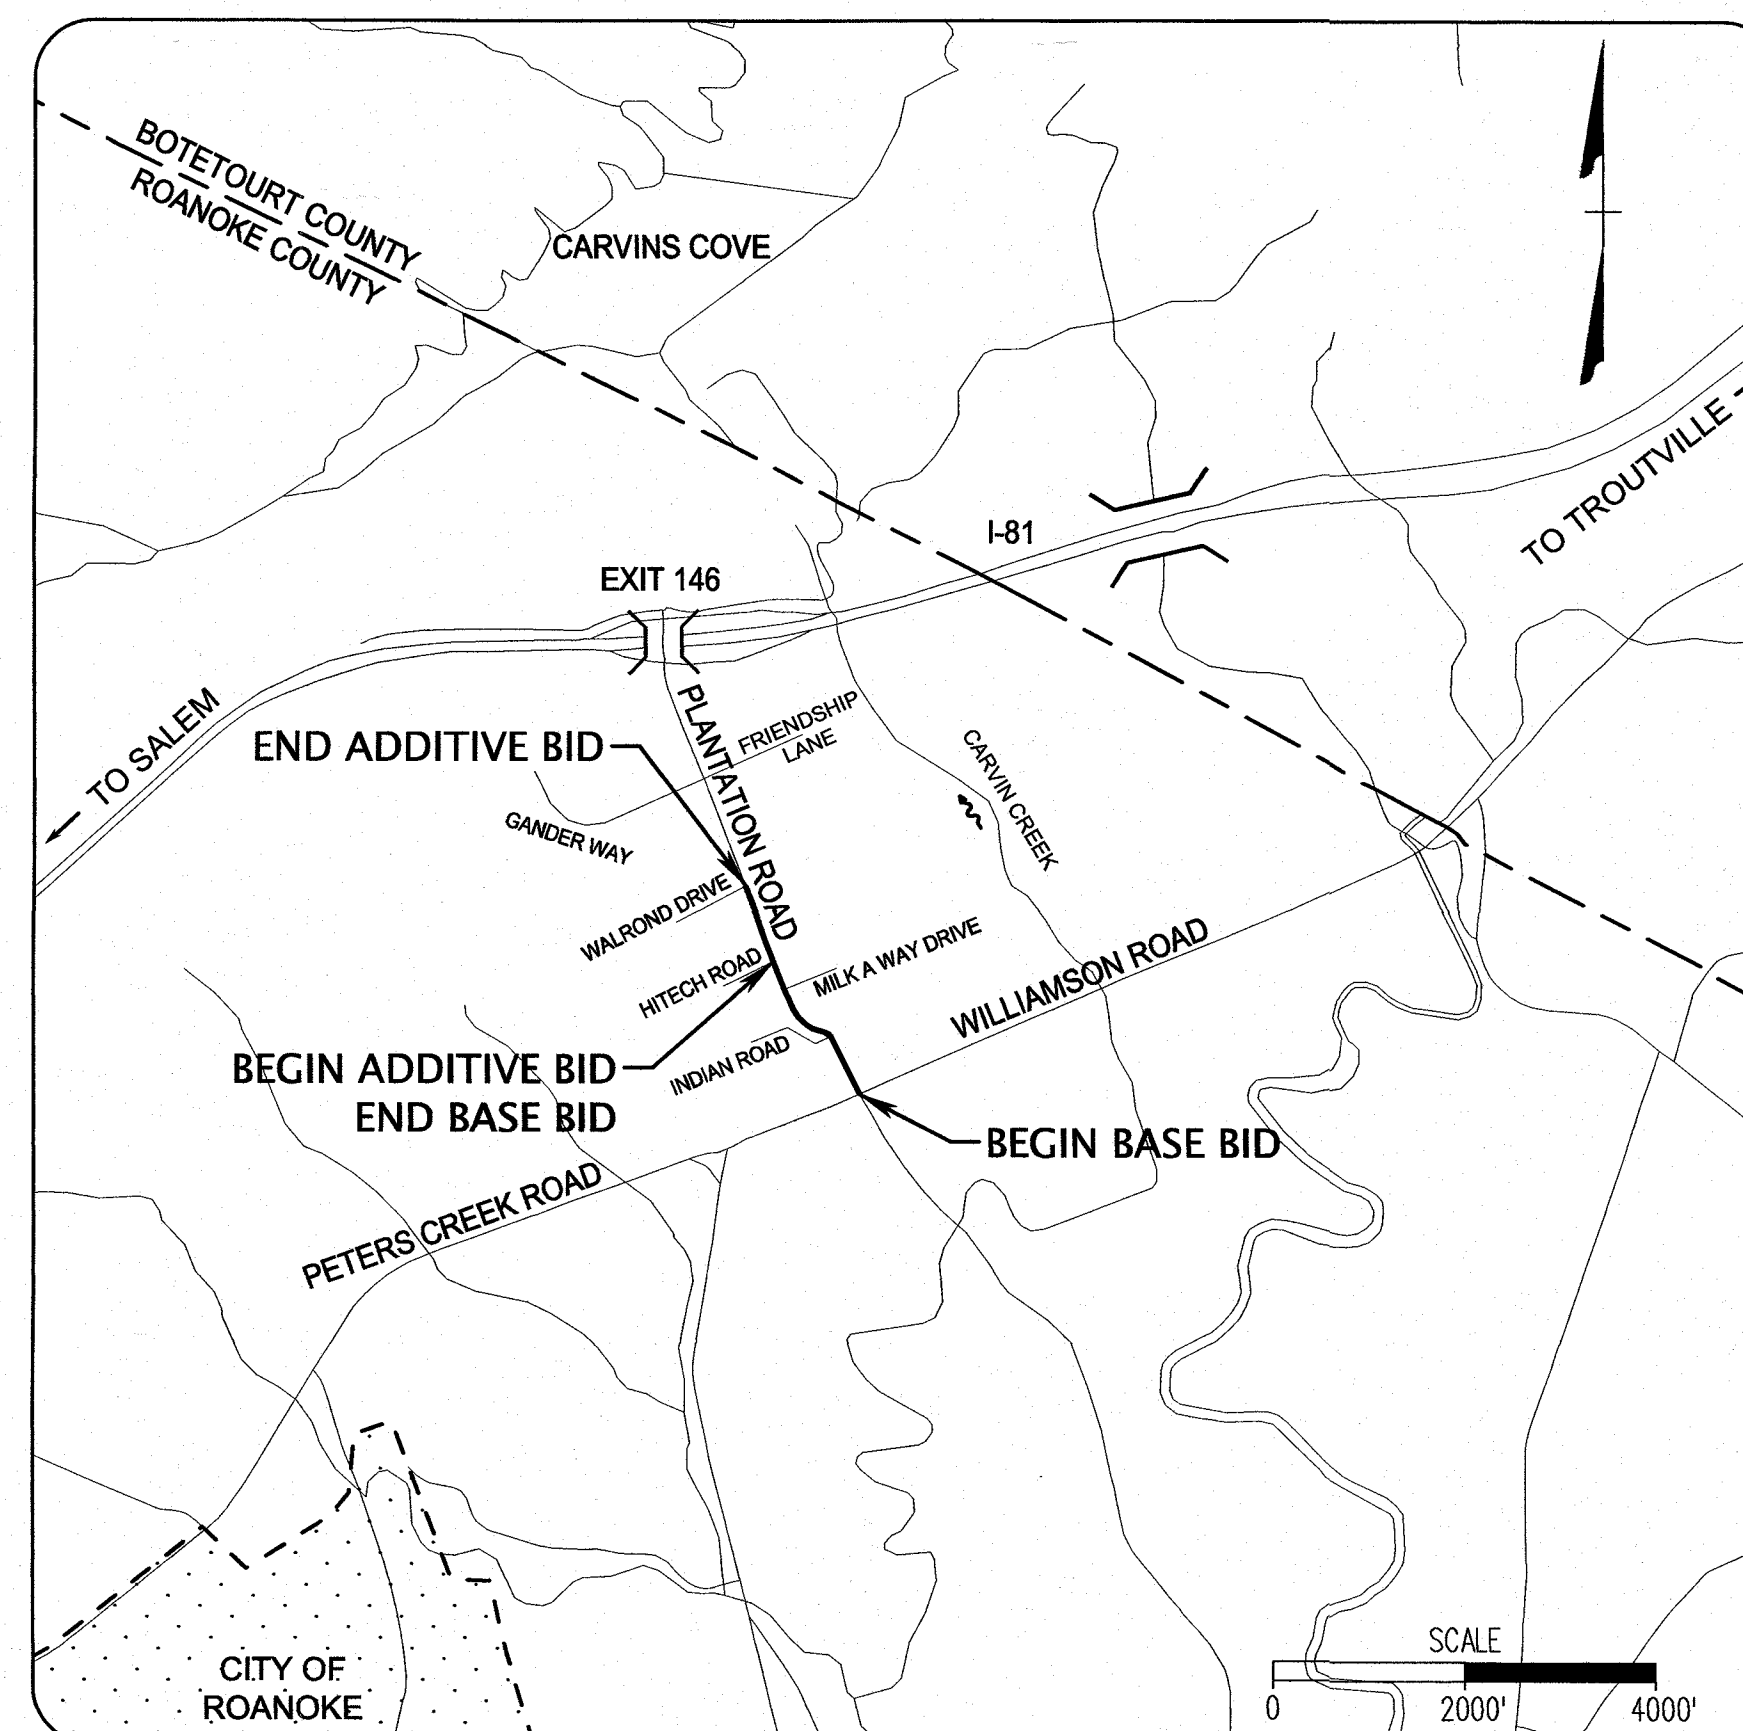 BOTETOURT COUNTY
ROANOKE COUNTY
CARVINS COVE
I-81
TO TROUTVILLE
EXIT 146
TO SALEM
PLANTATION ROAD
FRIENDSHIP
LANE
END ADDITIVE BID
GANDER WAY
CARVIN CREEK
WALROND DRIVE
HITECH ROAD
MILK A WAY DRIVE
WILLIAMSON ROAD
INDIAN ROAD
BEGIN ADDITIVE BID
END BASE BID
BEGIN BASE BID
PETERS CREEK ROAD
CITY OF
ROANOKE
SCALE
0 2000' 4000'